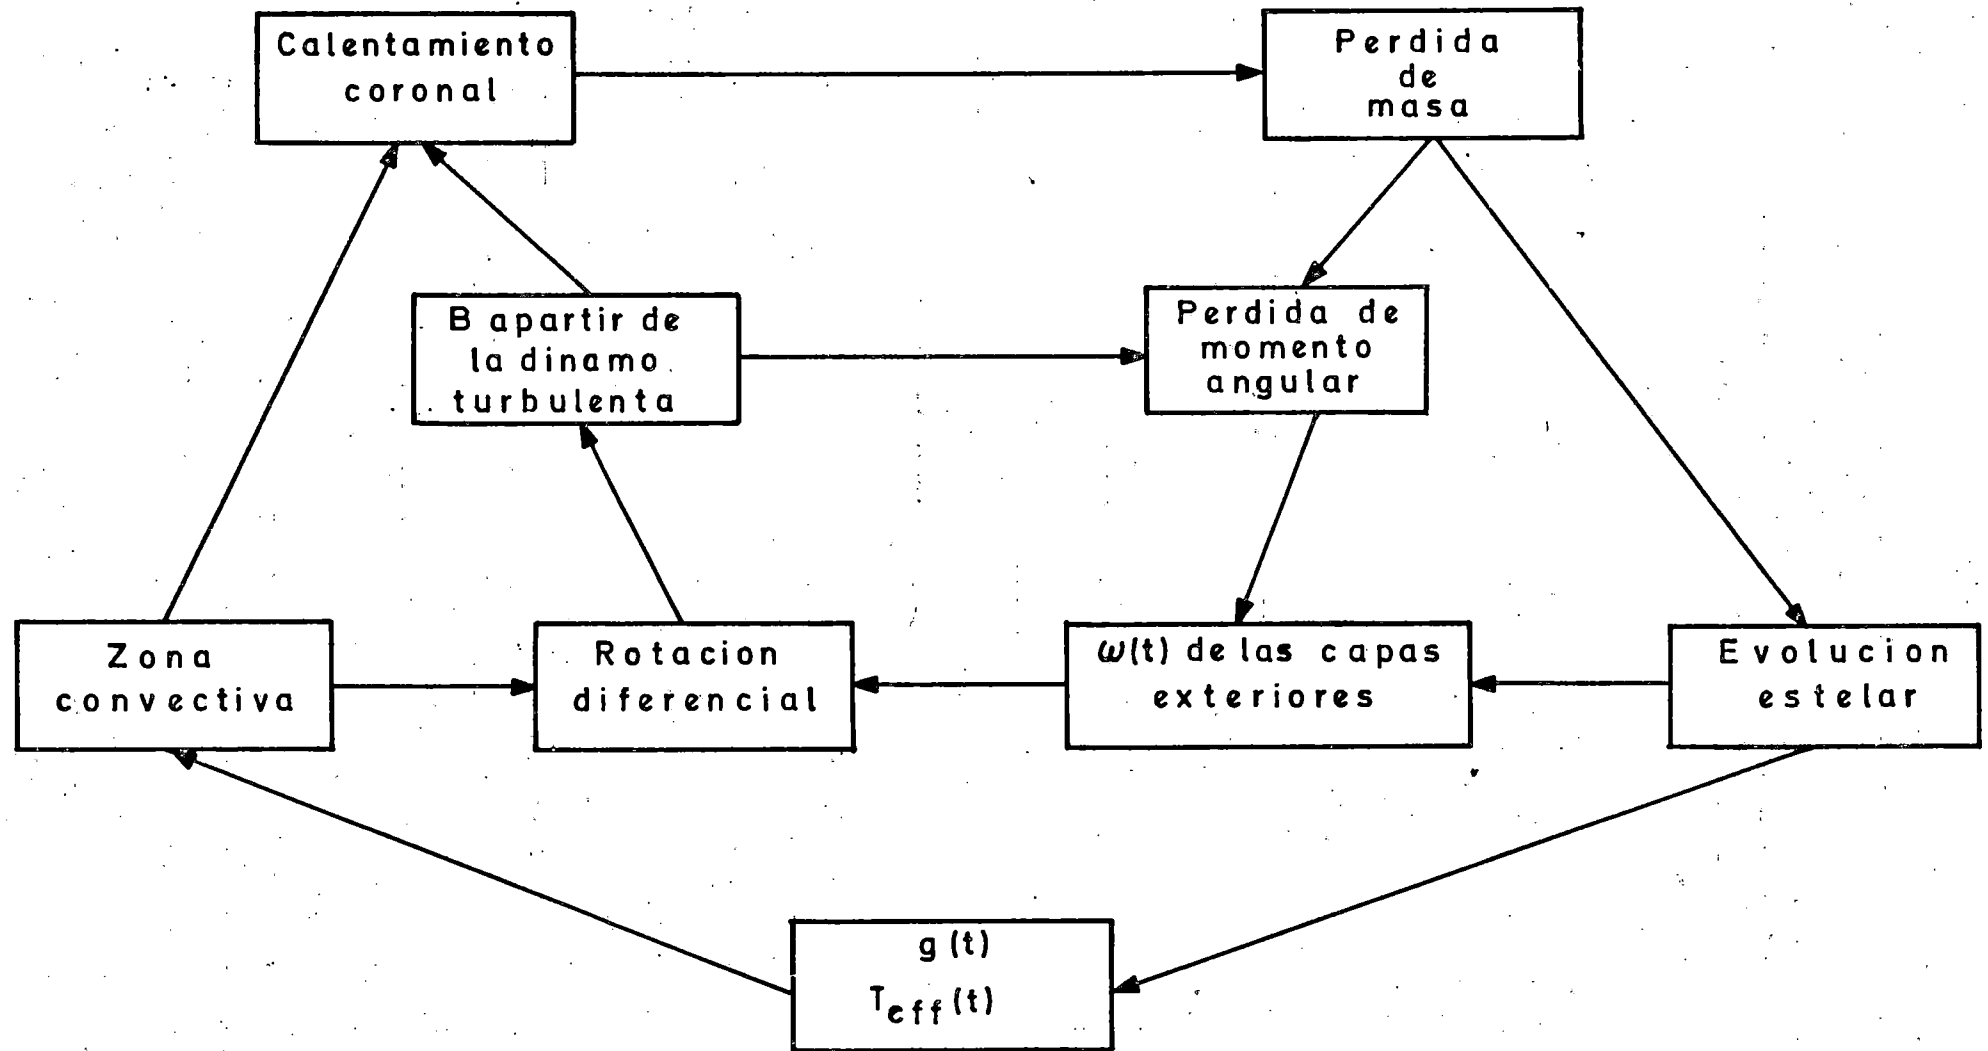 Calentamiento
coronal
Perdida
de
masa
B apartir de
la dinamo
turbulenta
Perdida de
momento
angular
Zona
convectiva
Rotacion
diferencial
ω(t) de las capas
exteriores
Evolucion
estelar
g(t)
Teff(t)